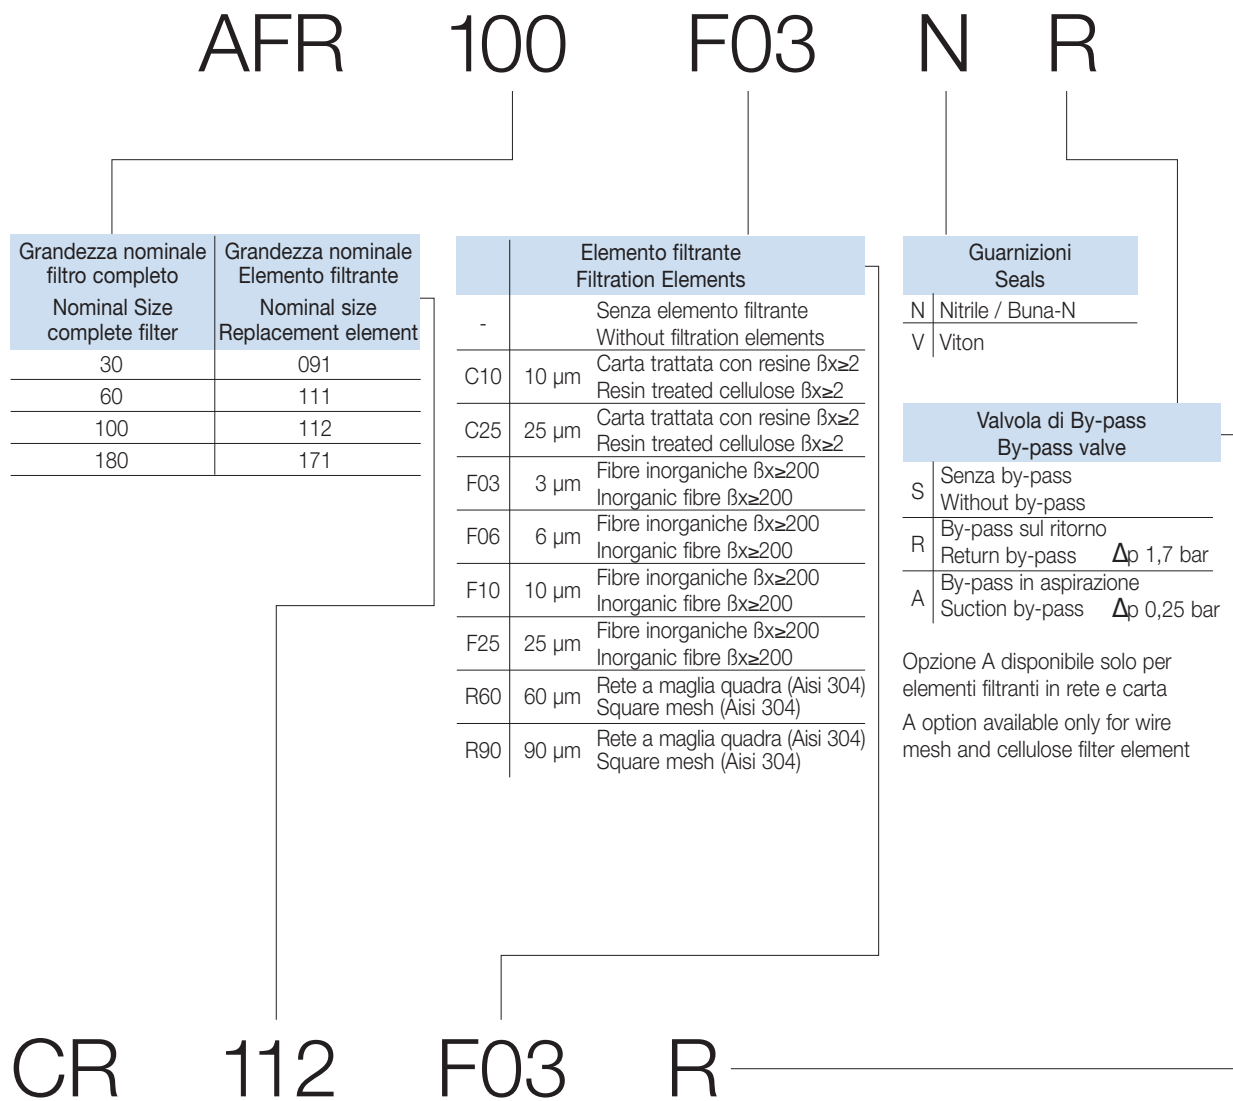 AFR 100 F03 N R
Grandezza nominale
filtro completo
Nominal Size
complete filter
Grandezza nominale
Elemento filtrante
Nominal size
Replacement element
30 091
60 111
100 112
180 171
Elemento filtrante
Filtration Elements
- Senza elemento filtrante
Without filtration elements
C10 10 µm Carta trattata con resine ßx≥2
Resin treated cellulose ßx≥2
C25 25 µm Carta trattata con resine ßx≥2
Resin treated cellulose ßx≥2
F03 3 µm Fibre inorganiche ßx≥200
Inorganic fibre ßx≥200
F06 6 µm Fibre inorganiche ßx≥200
Inorganic fibre ßx≥200
F10 10 µm Fibre inorganiche ßx≥200
Inorganic fibre ßx≥200
F25 25 µm Fibre inorganiche ßx≥200
Inorganic fibre ßx≥200
R60 60 µm Rete a maglia quadra (Aisi 304)
Square mesh (Aisi 304)
R90 90 µm Rete a maglia quadra (Aisi 304)
Square mesh (Aisi 304)
Guarnizioni
Seals
N Nitrile / Buna-N
V Viton
Valvola di By-pass
By-pass valve
S Senza by-pass
Without by-pass
R By-pass sul ritorno
Return by-pass Δp 1,7 bar
A By-pass in aspirazione
Suction by-pass Δp 0,25 bar
Opzione A disponibile solo per
elementi filtranti in rete e carta
A option available only for wire
mesh and cellulose filter element
CR 112 F03 R